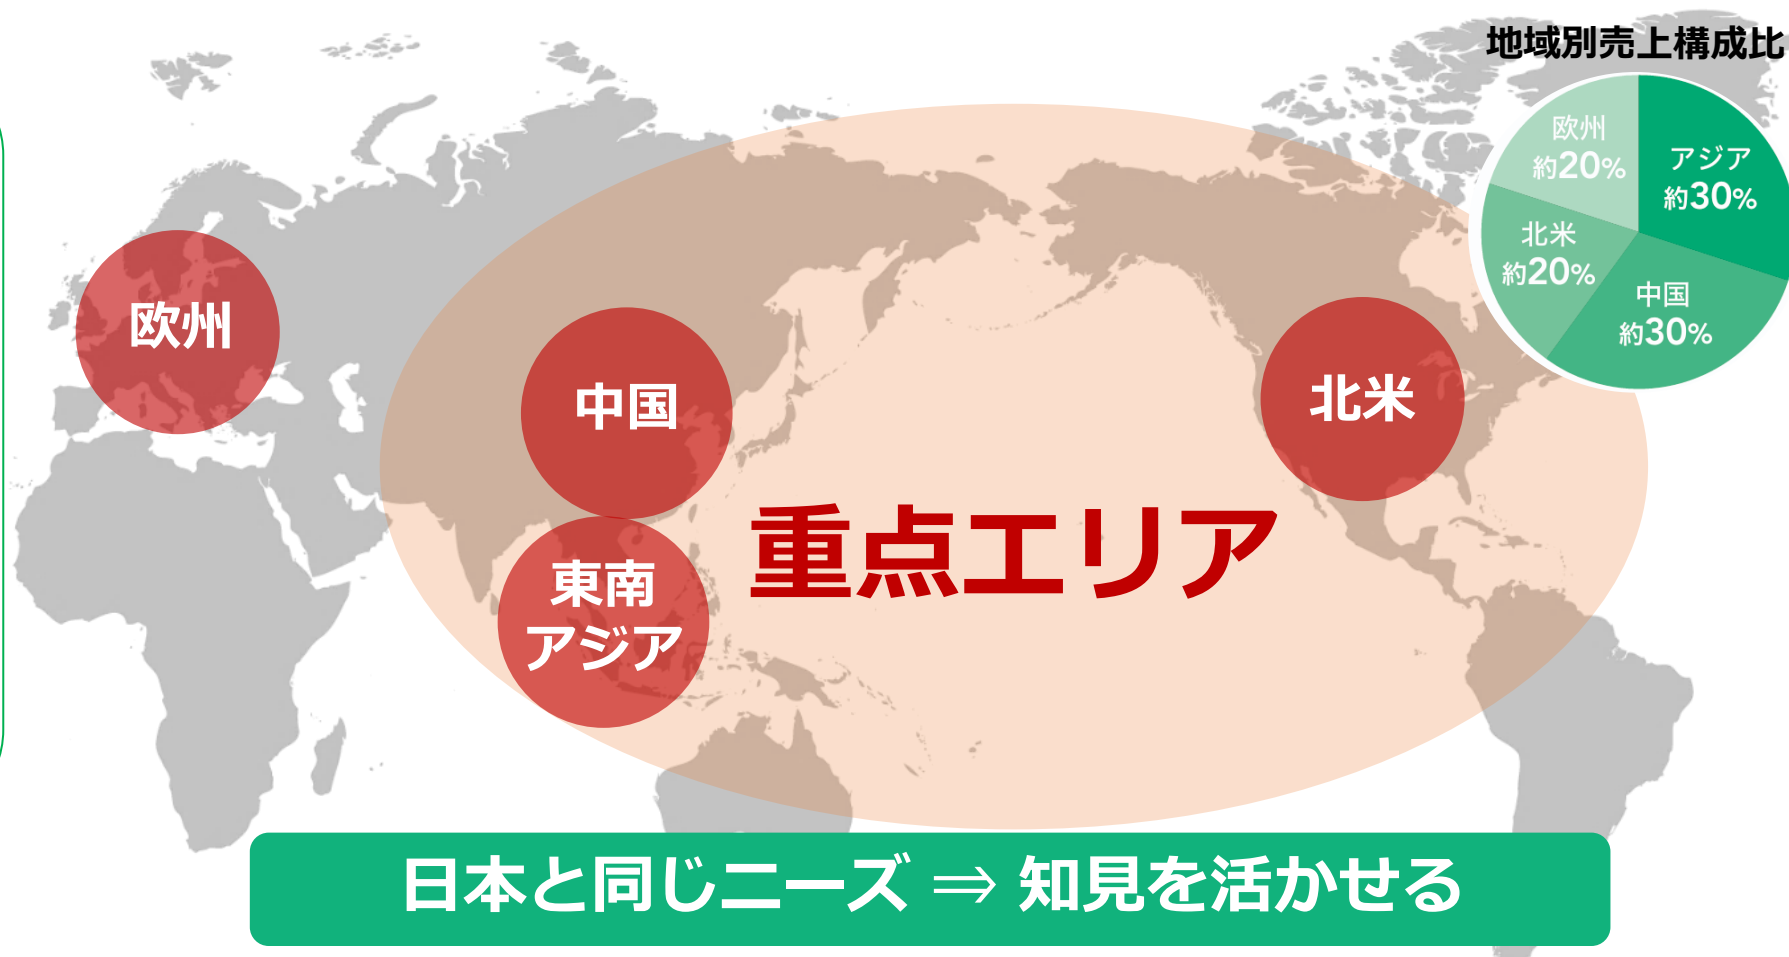 地域別売上構成比
欧州
約20%
アジア
約30%
北米
約20%
中国
約30%
欧州
中国
北米
重点エリア
東南
アジア
日本と同じニーズ ⇒ 知見を活かせる